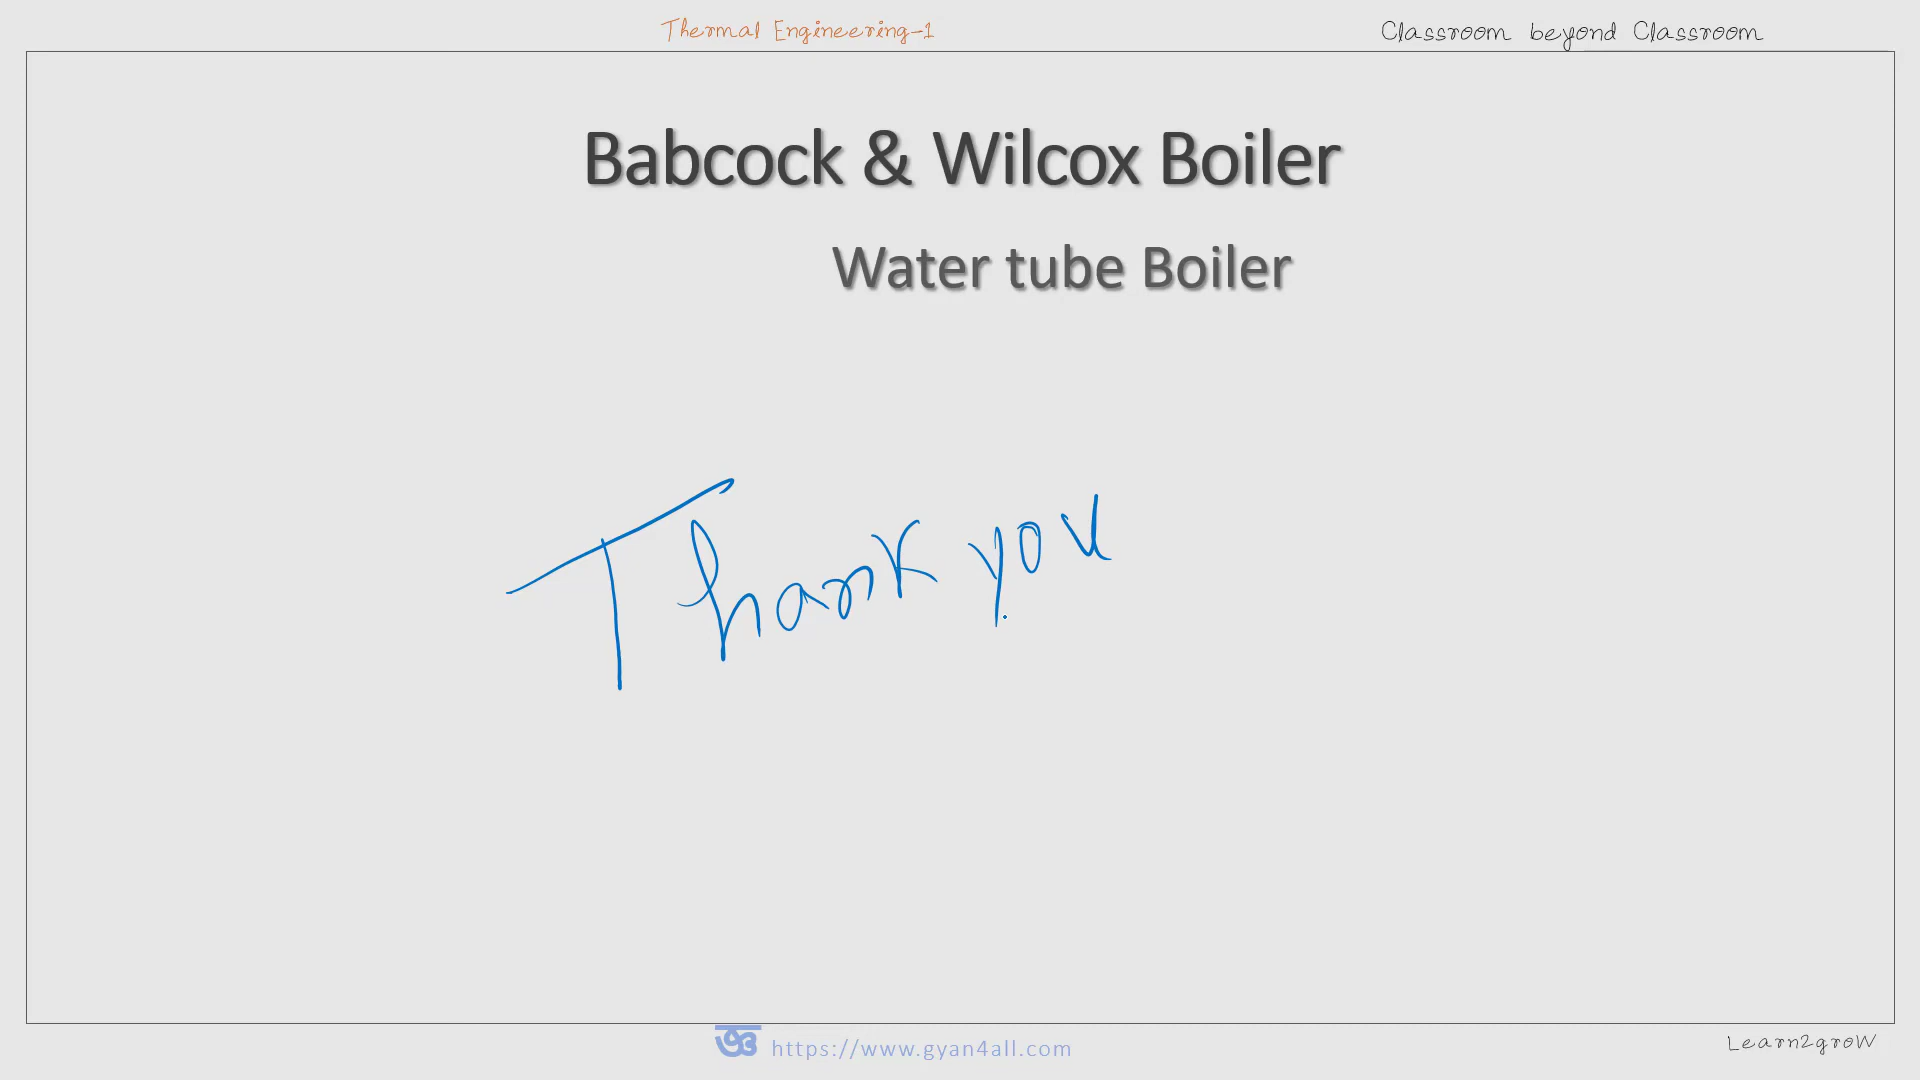 Thermal Engineering-1
Classroom beyond Classroom
Babcock & Wilcox Boiler
Water tube Boiler
Thank you
https://www.gyan4all.com
Learn2groW